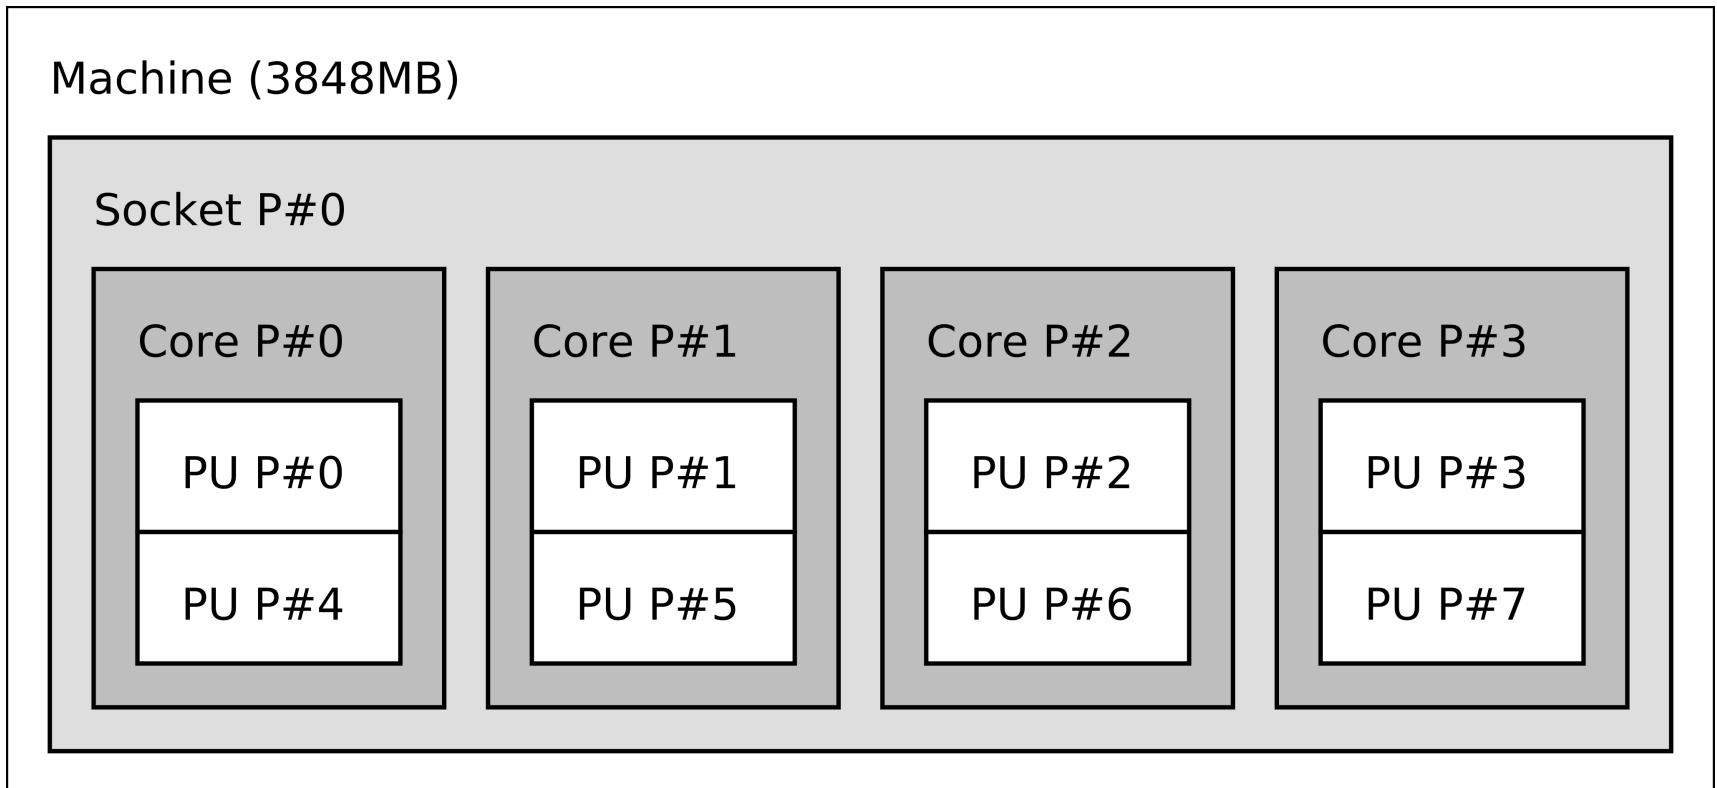 Machine (3848MB)
Socket P#0
Core P#0
PU P#0
PU P#4
Core P#1
PU P#1
PU P#5
Core P#2
PU P#2
PU P#6
Core P#3
PU P#3
PU P#7